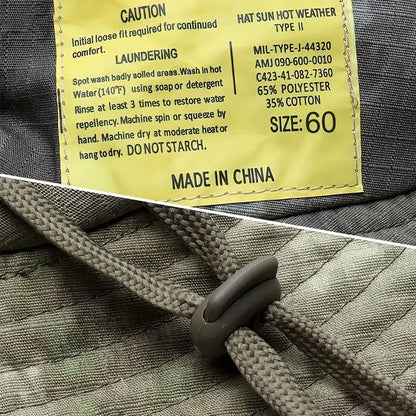 CAUTION
Initial loose fit required for continued
comfort.
LAUNDERING
Spot wash badly solled areas.Wash in hot
Water (140°F) using soap or detergent
Rinse at least 3 times to restore water
repellency. Machine spin or squeeze by
hand. Machine dry at moderate heat or
hang to dry. DO NOT STARCH.
HAT SUN HOT WEATHER
TYPE II
MIL-TYPE-J-44320
AMJ 090-600-0010
C423-41-082-7360
65% POLYESTER
35% COTTON
SIZE: 60
MADE IN CHINA